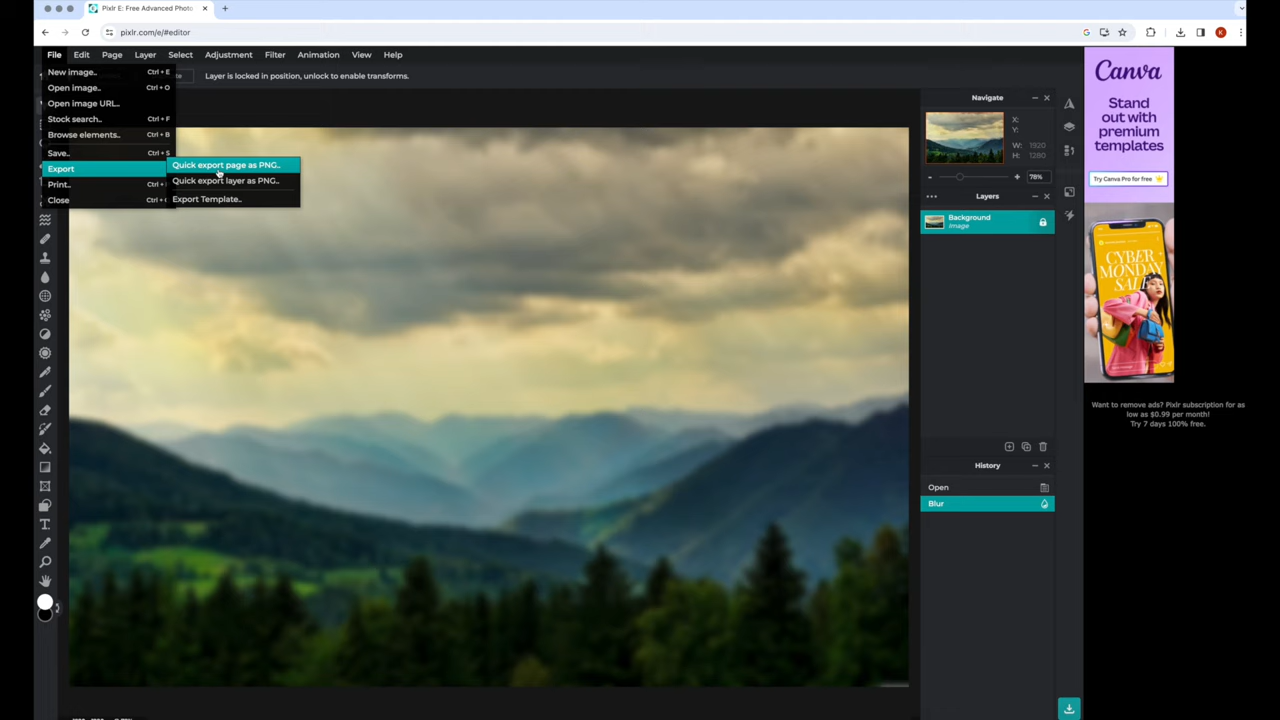 Pixlr E: Free Advanced Photo
pixlr.com/e/#editor
K
File Edit Page Layer Select Adjustment Filter Animation View Help
Layer is locked in position, unlock to enable transforms.
New image.. Ctrl + E
Open image.. Ctrl + O
Open image URL..
Stock search.. Ctrl + F
Browse elements.. Ctrl + B
Save.. Ctrl + S
Export
Print.. Ctrl +
Close Ctrl +
Quick export page as PNG..
Quick export layer as PNG..
Export Template..
Navigate
X:
Y:
W: 1920
H: 1280
78%
Layers
Background
Image
History
Open
Blur
Canva
Stand
out with
premium
templates
Try Canva Pro for free
CYBER
MONDAY
SALE
Want to remove ads? Pixlr subscription for as
low as $0.99 per month!
Try 7 days 100% free.